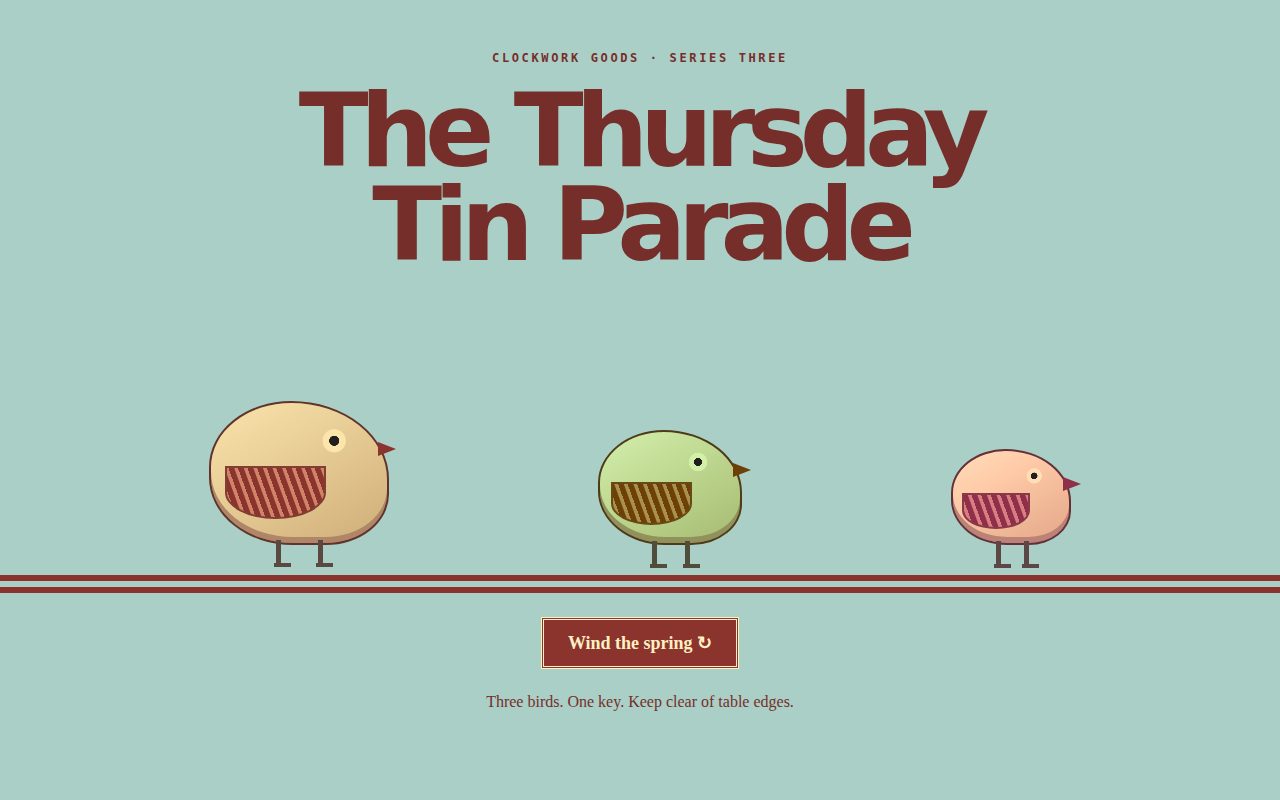 CLOCKWORK GOODS · SERIES THREE
The Thursday
Tin Parade
Wind the spring ↻
Three birds. One key. Keep clear of table edges.